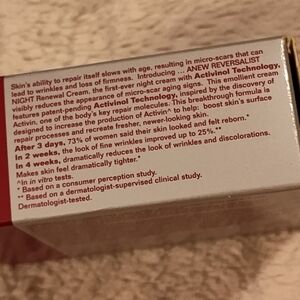 Skin's ability to repair itself slows with age, resulting in micro-scars that can
lead to wrinkles and loss of firmness. Introducing ... ANEW REVERSALIST
NIGHT Renewal Cream, the first-ever night cream with Activinol Technology,
visibly reduces the appearance of micro-scar aging signs. This emollient cream
features patent-pending Activinol Technology, inspired by the discovery of
Activin, one of the body's key repair molecules. This breakthrough formula is
designed to increase the production of Activin^ to help: boost skin's surface
repair processes and recreate fresher, newer-looking skin.
After 3 days, 73% of women said their skin looked and felt reborn.*
In 2 weeks, the look of fine wrinkles improved up to 25%.**
In 4 weeks, dramatically reduces the look of wrinkles and discolorations.
Makes skin feel dramatically tighter.*
^In vitro tests.
* Based on a consumer perception study.
** Based on a dermatologist-supervised clinical study.
Dermatologist-tested.